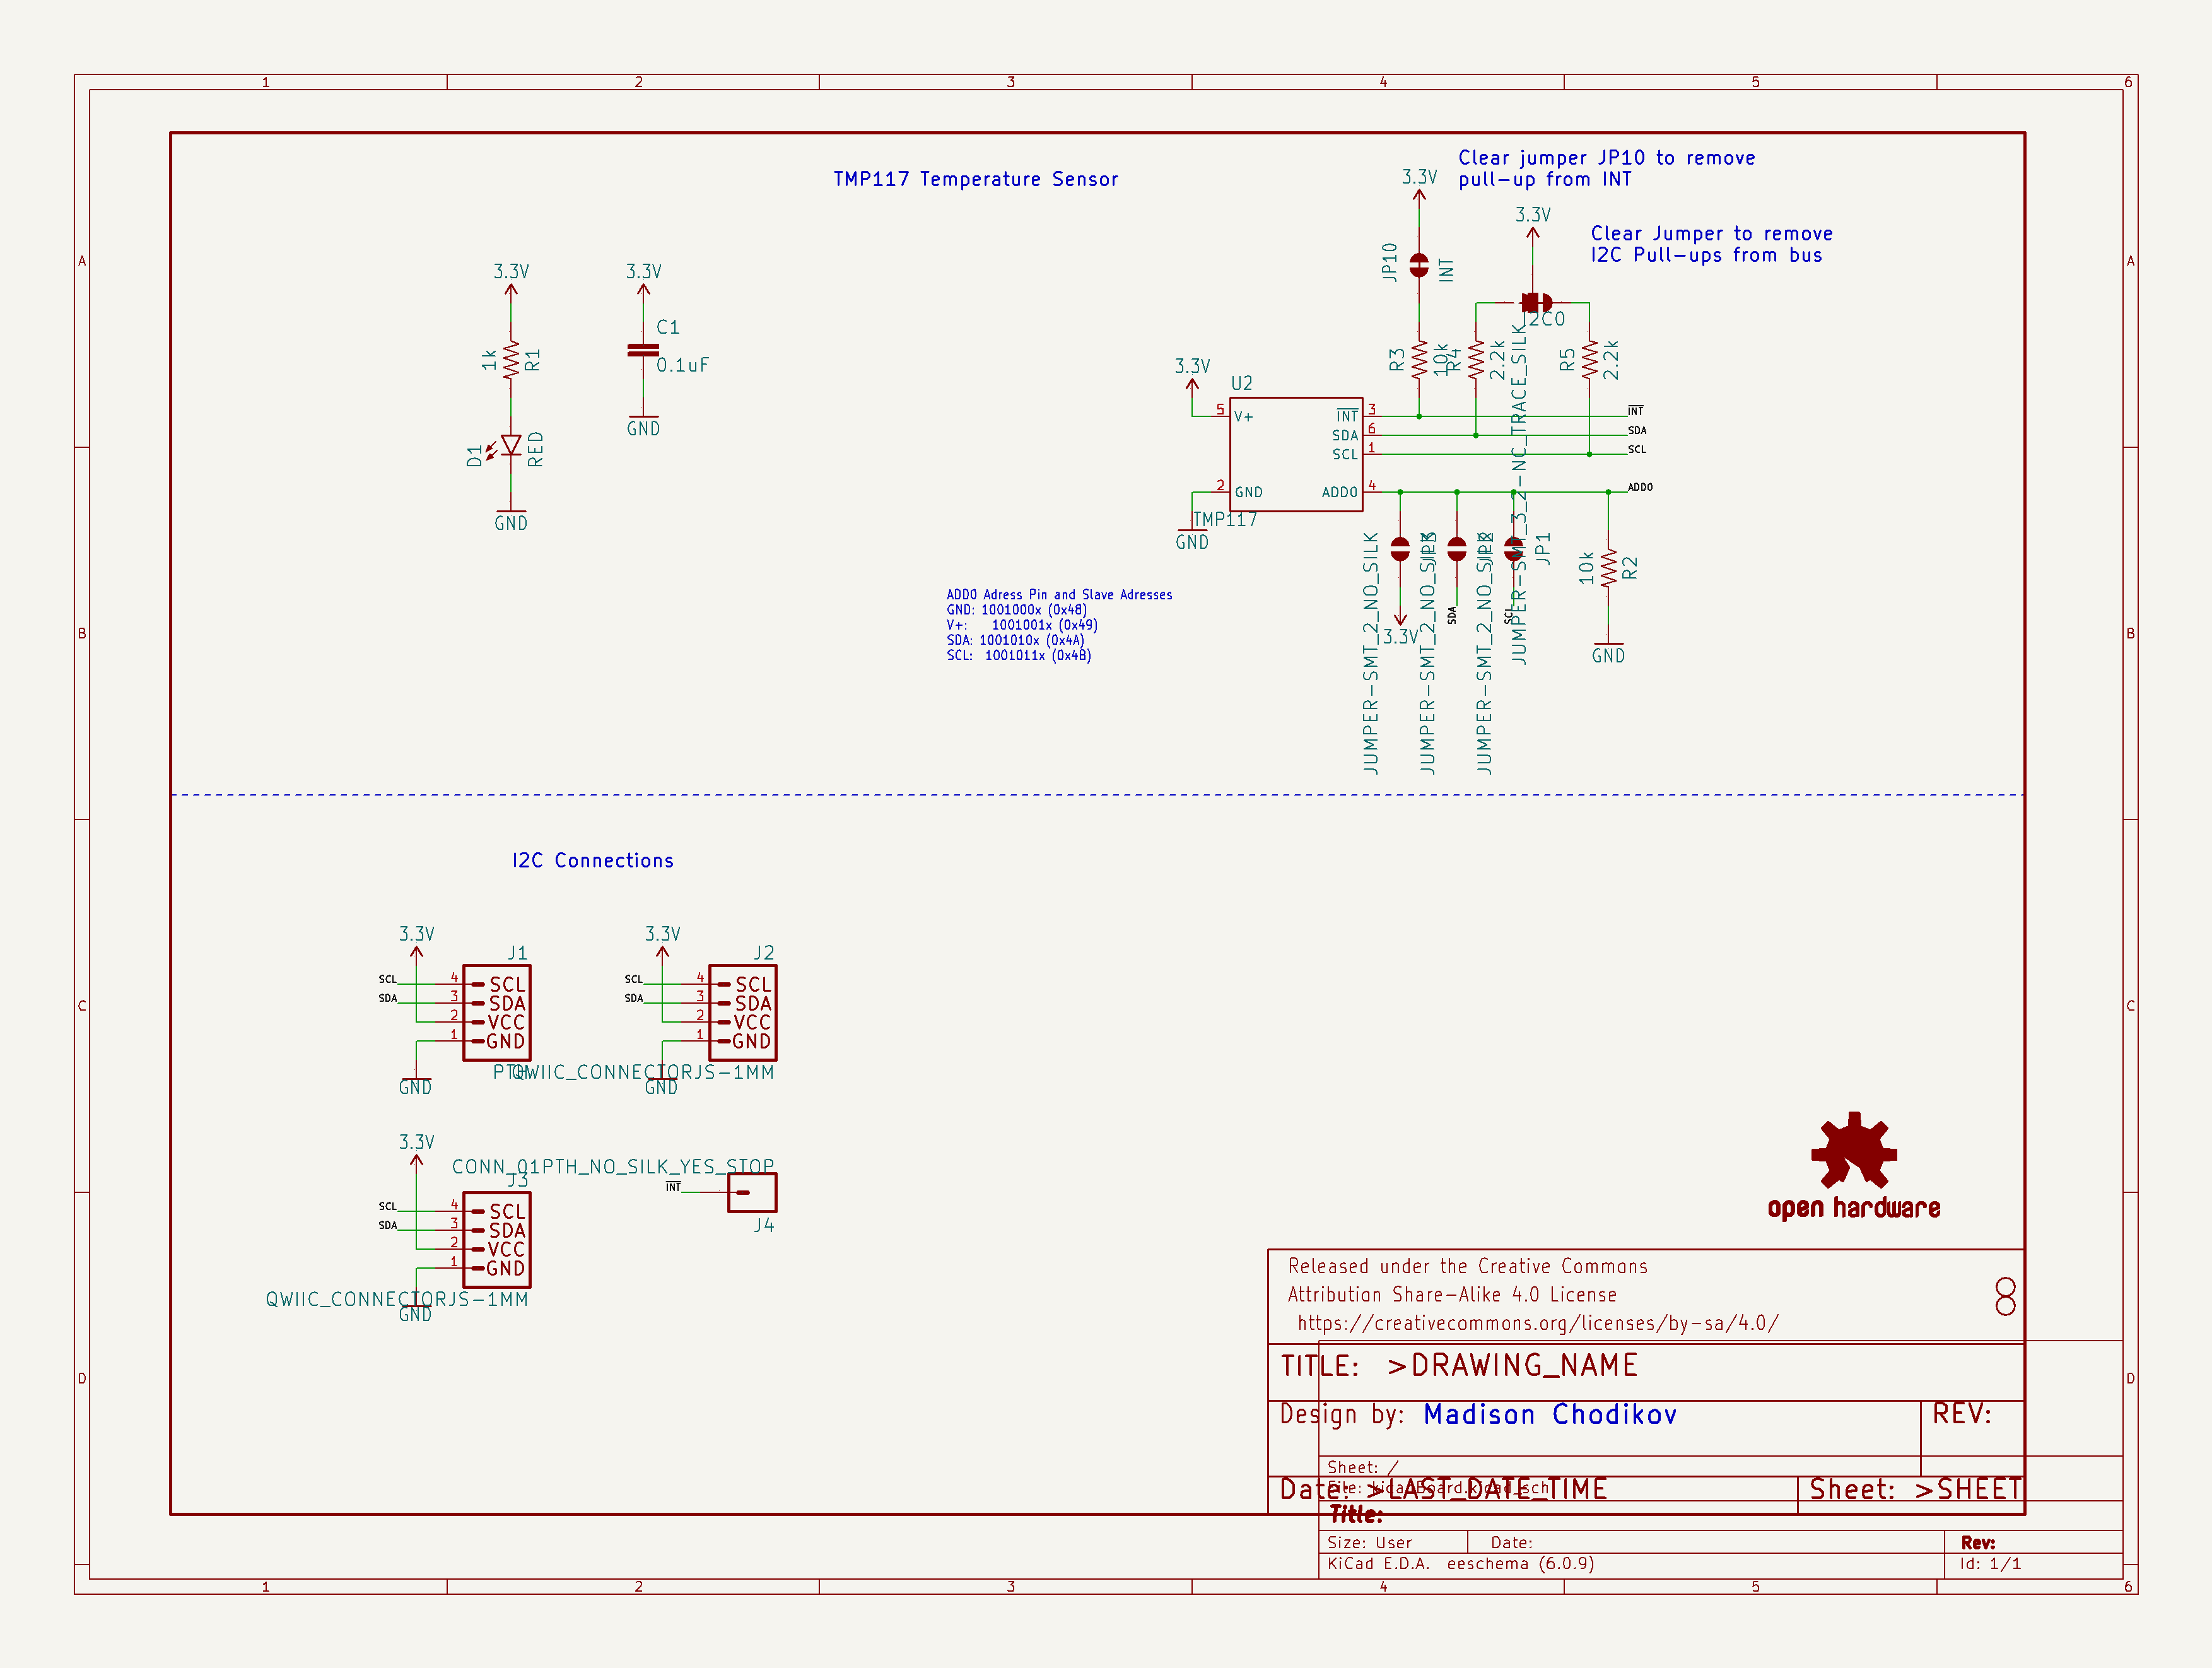 1 2 3 4 5 6
TMP117 Temperature Sensor
Clear jumper JP10 to remove
pull-up from INT
3.3V
3.3V
Clear Jumper to remove
I2C Pull-ups from bus
A
A
JP10
INT
3.3V
3.3V
I2C0
JUMPER-SMT_3_2-NC_TRACE_SILK
1k
R1
C1
0.1uF
R3
10k
R4
2.2k
R5
2.2k
3.3V
U2
5 V+
INT 3
INT
SDA 6
SDA
SCL 1
SCL
2 GND
ADD0 4
ADD0
TMP117
GND
GND
D1
RED
GND
JUMPER-SMT_2_NO_SILK
JP3
JUMPER-SMT_2_NO_SILK
JP2
JUMPER-SMT_2_NO_SILK
JP1
10k
R2
3.3V
SDA
SCL
GND
ADD0 Adress Pin and Slave Adresses
GND: 1001000x (0x48)
V+: 1001001x (0x49)
SDA: 1001010x (0x4A)
SCL: 1001011x (0x4B)
B
B
I2C Connections
3.3V
J1
SCL 4 SCL
SDA 3 SDA
2 VCC
1 GND
PTH
GND
3.3V
J2
SCL 4 SCL
SDA 3 SDA
2 VCC
1 GND
QWIIC_CONNECTORJS-1MM
GND
C
C
3.3V
J3
SCL 4 SCL
SDA 3 SDA
2 VCC
1 GND
QWIIC_CONNECTORJS-1MM
GND
CONN_01PTH_NO_SILK_YES_STOP
INT
J4
open hardware
Released under the Creative Commons
Attribution Share-Alike 4.0 License
https://creativecommons.org/licenses/by-sa/4.0/
TITLE: >DRAWING_NAME
D
D
Design by: Madison Chodikov
REV:
Sheet: /
File: kicadBoard.kicad_sch
Date: >LAST_DATE_TIME
Sheet: >SHEET
Title:
Size: User
Date:
Rev:
KiCad E.D.A. eeschema (6.0.9)
Id: 1/1
1 2 3 4 5 6